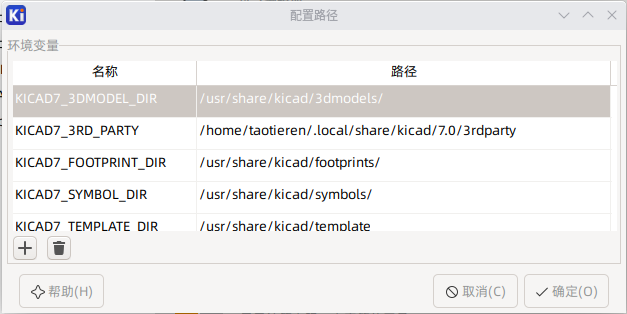 Ki
配置路径
环境变量
名称 路径
KICAD7_3DMODEL_DIR /usr/share/kicad/3dmodels/
KICAD7_3RD_PARTY /home/taotieren/.local/share/kicad/7.0/3rdparty
KICAD7_FOOTPRINT_DIR /usr/share/kicad/footprints/
KICAD7_SYMBOL_DIR /usr/share/kicad/symbols/
KICAD7_TEMPLATE_DIR /usr/share/kicad/template
帮助(H) 取消(C) 确定(O)